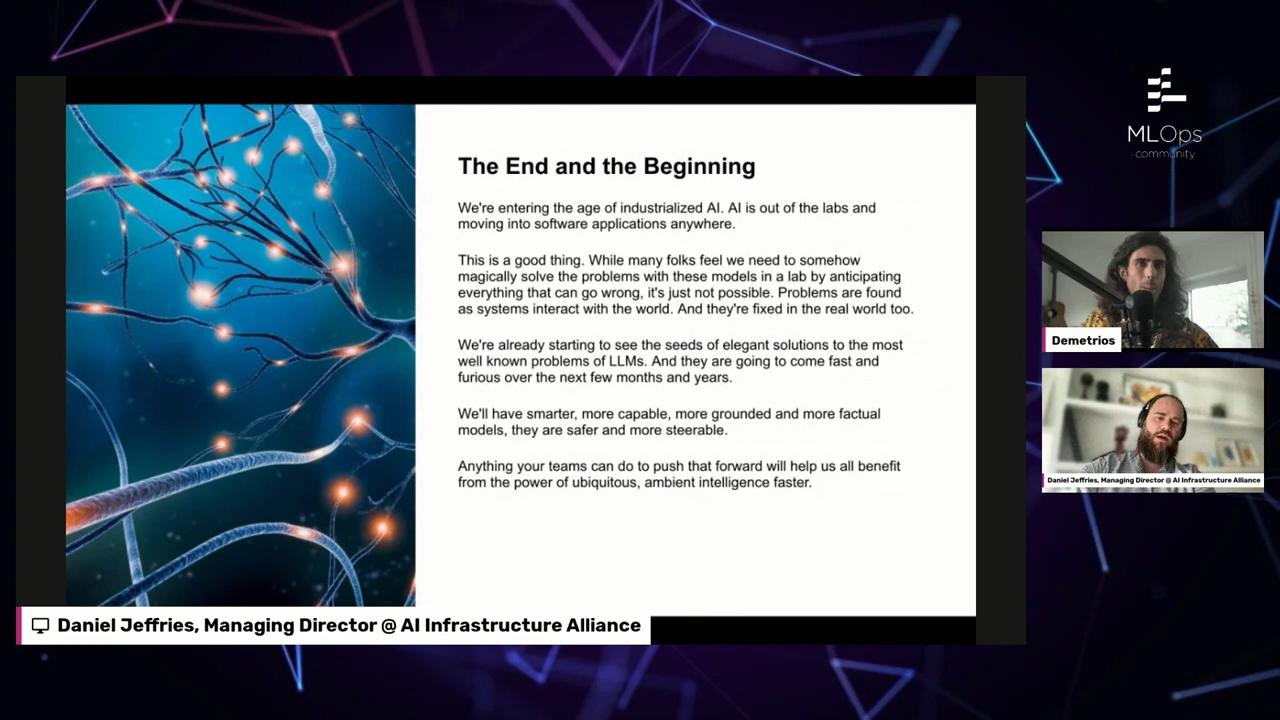 The End and the Beginning
We're entering the age of industrialized AI. AI is out of the labs and
moving into software applications anywhere.
This is a good thing. While many folks feel we need to somehow
magically solve the problems with these models in a lab by anticipating
everything that can go wrong, it's just not possible. Problems are found
as systems interact with the world. And they're fixed in the real world too.
We're already starting to see the seeds of elegant solutions to the most
well known problems of LLMs. And they are going to come fast and
furious over the next few months and years.
We'll have smarter, more capable, more grounded and more factual
models, they are safer and more steerable.
Anything your teams can do to push that forward will help us all benefit
from the power of ubiquitous, ambient intelligence faster.
Daniel Jeffries, Managing Director @ AI Infrastructure Alliance
MLOps
community
Demetrios
Daniel Jeffries, Managing Director @ AI Infrastructure Alliance